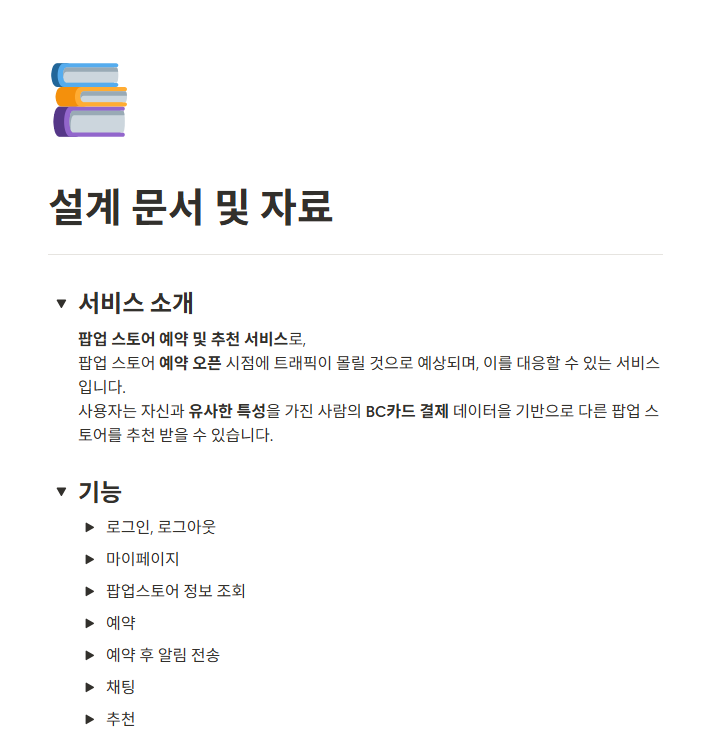 설계 문서 및 자료
서비스 소개
팝업 스토어 예약 및 추천 서비스로,
팝업 스토어 예약 오픈 시점에 트래픽이 몰릴 것으로 예상되며, 이를 대응할 수 있는 서비스
입니다.
사용자는 자신과 유사한 특성을 가진 사람의 BC카드 결제 데이터을 기반으로 다른 팝업 스
토어를 추천 받을 수 있습니다.
기능
로그인, 로그아웃
마이페이지
팝업스토어 정보 조회
예약
예약 후 알림 전송
채팅
추천